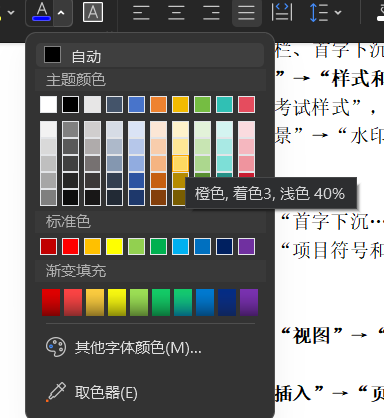 A
A
自动
主题颜色
橙色, 着色3, 浅色 40%
标准色
渐变填充
其他字体颜色(M)...
取色器(E)
栏、首字下沉
”→“样式和
考试样式”，
景”→“水印
“首字下沉…
“项目符号和
“视图”→“
插入”→“页